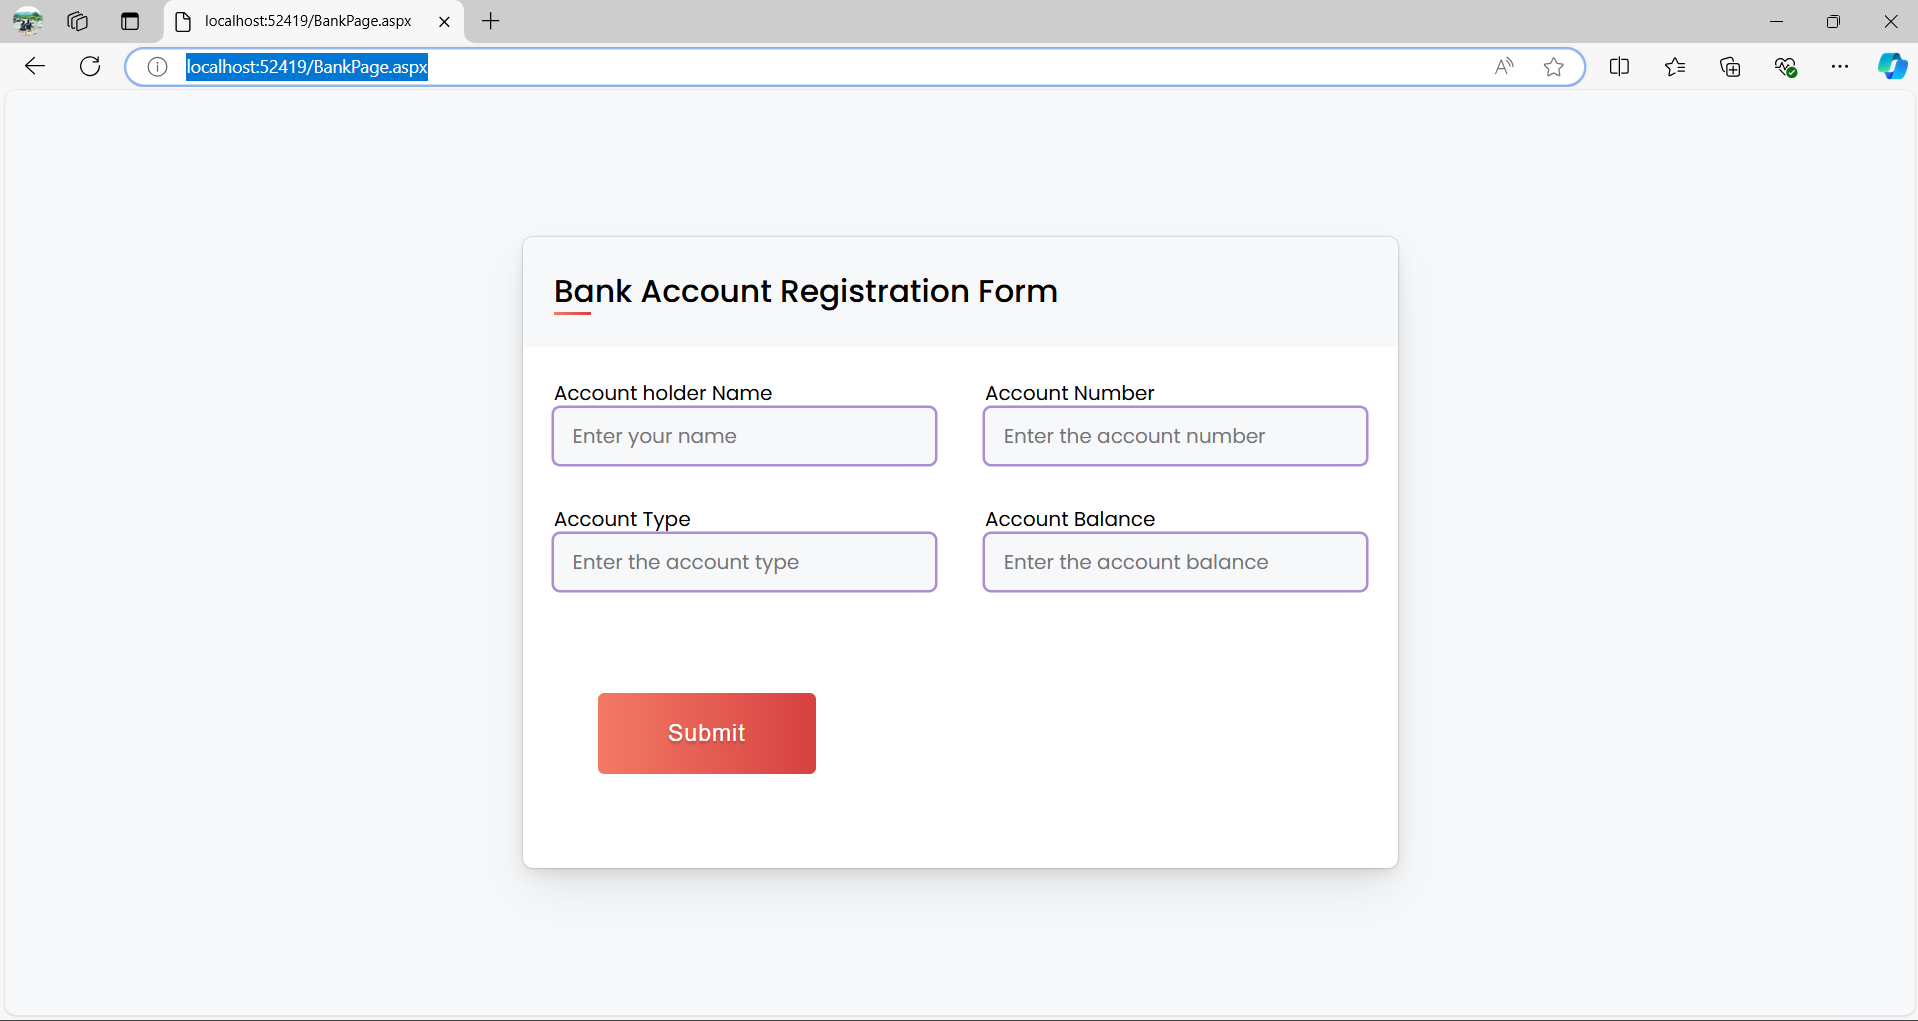 localhost:52419/BankPage.aspx
localhost:52419/BankPage.aspx
Bank Account Registration Form
Account holder Name
Account Number
Enter your name
Enter the account number
Account Type
Account Balance
Enter the account type
Enter the account balance
Submit